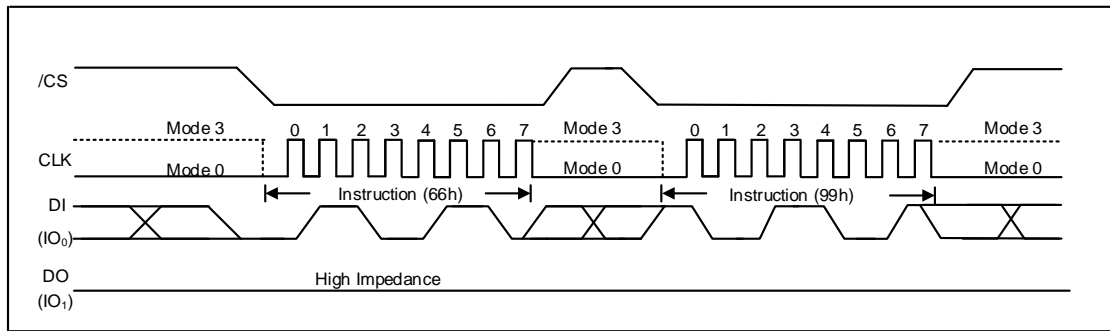 /CS
Mode 3 0 1 2 3 4 5 6 7 Mode 3 0 1 2 3 4 5 6 7 Mode 3
CLK Mode 0 Mode 0 Mode 0
Instruction (66h) Instruction (99h)
DI
(IO₀)
DO High Impedance
(IO₁)